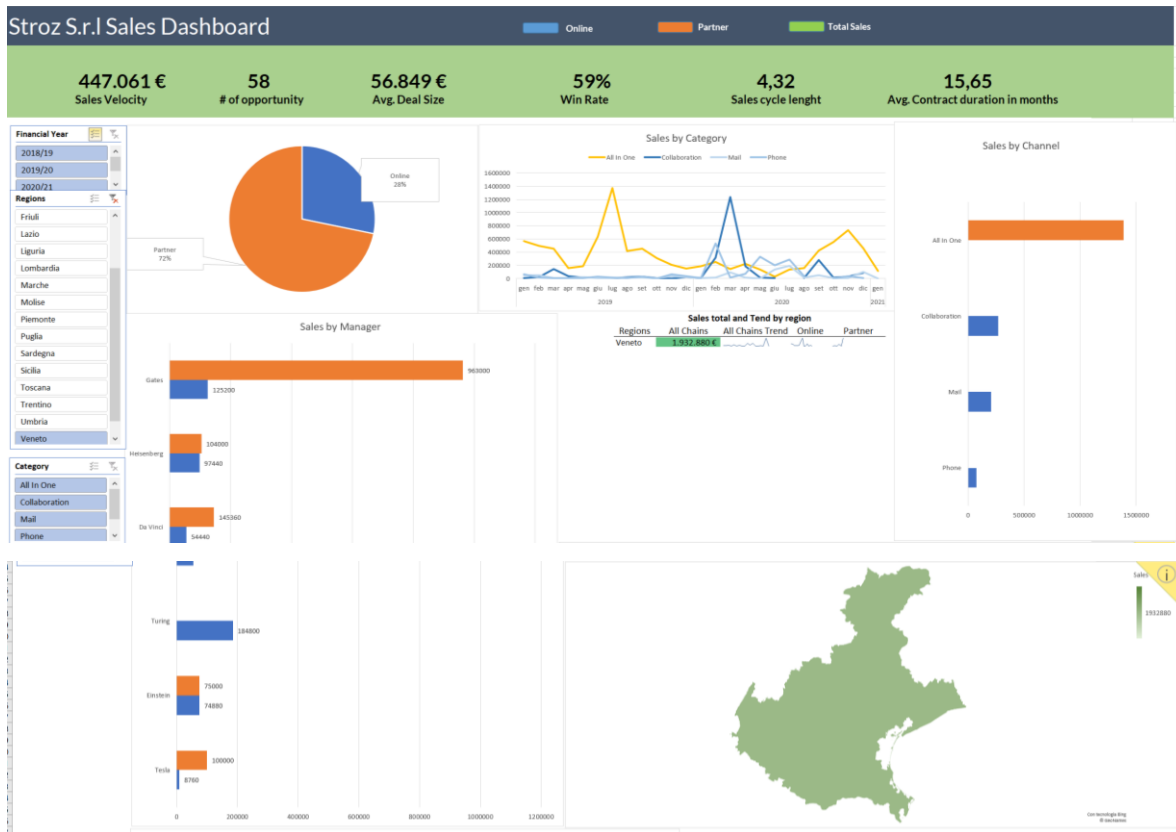 Stroz S.r.l Sales Dashboard
Online
Partner
Total Sales
447.061 €
Sales Velocity
58
# of opportunity
56.849 €
Avg. Deal Size
59%
Win Rate
4,32
Sales cycle lenght
15,65
Avg. Contract duration in months
Financial Year
2018/19
2019/20
2020/21
Regions
Friuli
Lazio
Liguria
Lombardia
Marche
Molise
Piemonte
Puglia
Sardegna
Sicilia
Toscana
Trentino
Umbria
Veneto
Category
All In One
Collaboration
Mail
Phone
Online
28%
Partner
72%
Sales by Category
All In One Collaboration Mail Phone
1600000
1400000
1200000
1000000
800000
600000
400000
200000
0
gen feb mar apr mag giu lug ago set ott nov dic gen feb mar apr mag giu lug ago set ott nov dic gen
2019 2020 2021
Sales by Channel
All In One
Collaboration
Mail
Phone
0 500000 1000000 1500000
Sales total and Tend by region
Regions All Chains All Chains Trend Online Partner
Veneto 1.932.880 €
Sales by Manager
Gates
125200
Heisenberg
104000
97440
Da Vinci
145360
54440
Turing
184800
Einstein
75000
74880
Tesla
100000
8760
0 200000 400000 600000 800000 1000000 1200000
Sales
1932880
i
Con tecnologia Bing